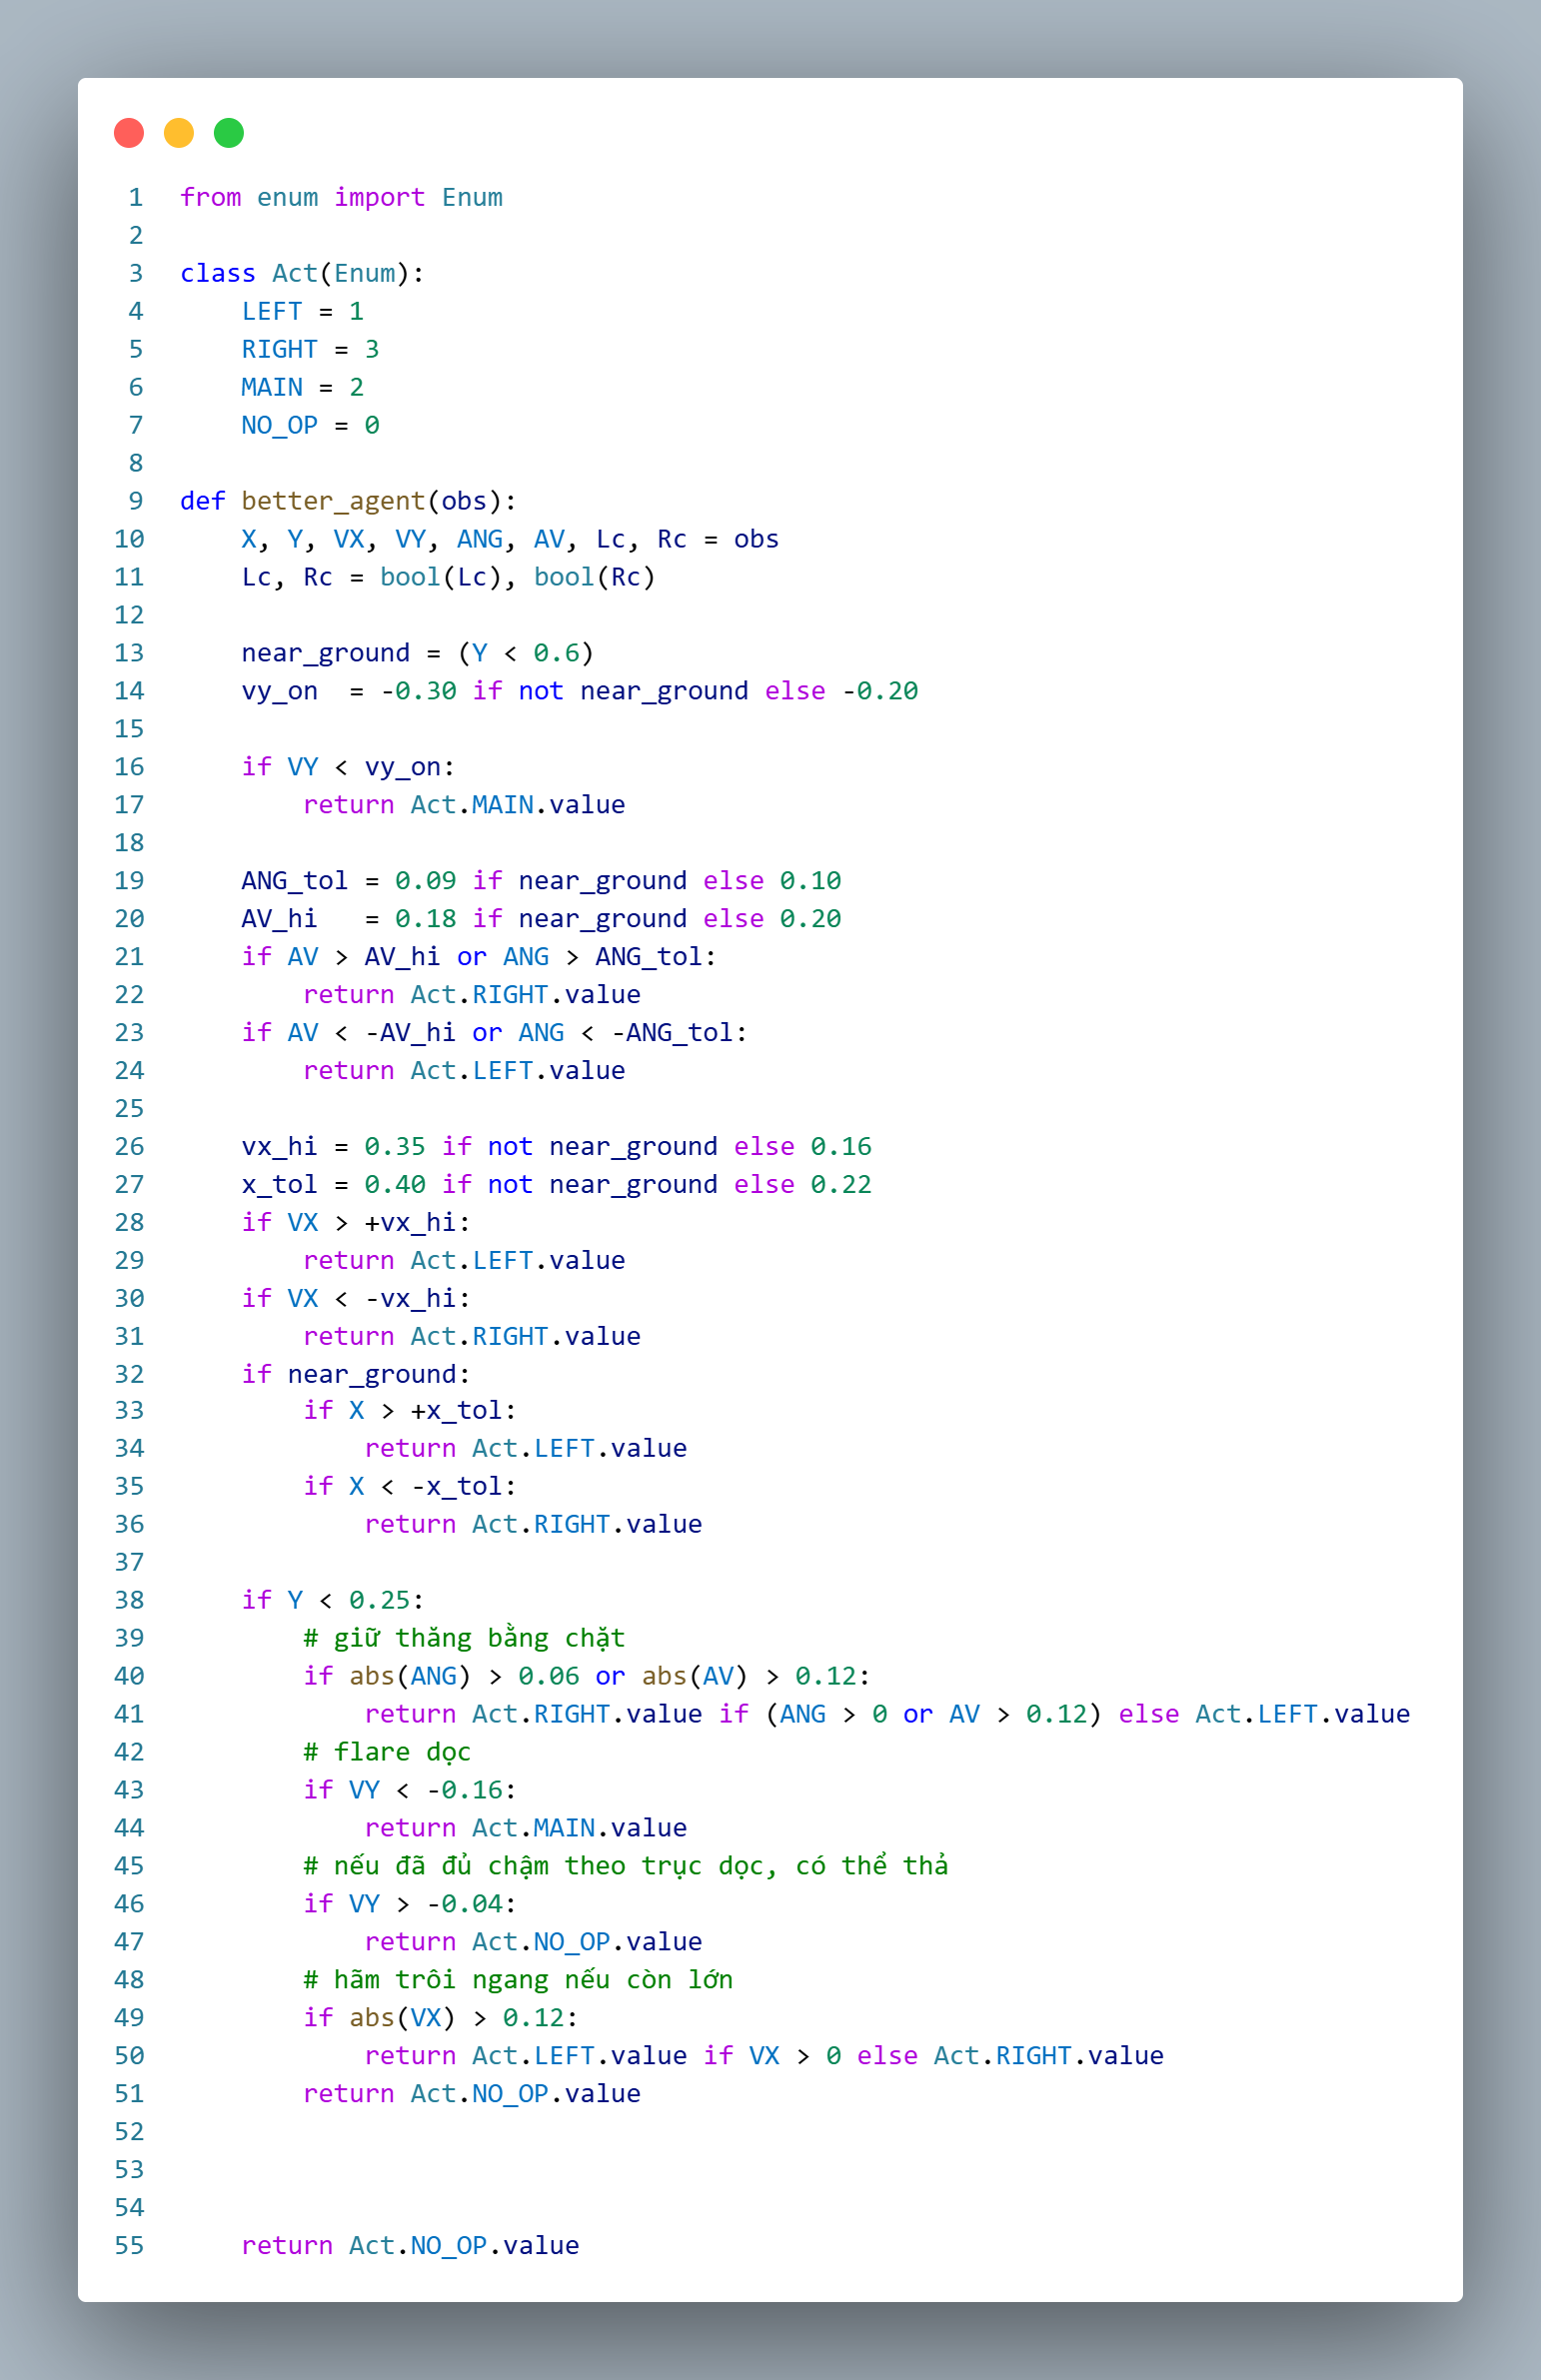 1 from enum import Enum
2
3 class Act(Enum):
4     LEFT = 1
5     RIGHT = 3
6     MAIN = 2
7     NO_OP = 0
8
9 def better_agent(obs):
10     X, Y, VX, VY, ANG, AV, Lc, Rc = obs
11     Lc, Rc = bool(Lc), bool(Rc)
12
13     near_ground = (Y < 0.6)
14     vy_on  = -0.30 if not near_ground else -0.20
15
16     if VY < vy_on:
17         return Act.MAIN.value
18
19     ANG_tol = 0.09 if near_ground else 0.10
20     AV_hi   = 0.18 if near_ground else 0.20
21     if AV > AV_hi or ANG > ANG_tol:
22         return Act.RIGHT.value
23     if AV < -AV_hi or ANG < -ANG_tol:
24         return Act.LEFT.value
25
26     vx_hi = 0.35 if not near_ground else 0.16
27     x_tol = 0.40 if not near_ground else 0.22
28     if VX > +vx_hi:
29         return Act.LEFT.value
30     if VX < -vx_hi:
31         return Act.RIGHT.value
32     if near_ground:
33         if X > +x_tol:
34             return Act.LEFT.value
35         if X < -x_tol:
36             return Act.RIGHT.value
37
38     if Y < 0.25:
39         # giữ thăng bằng chặt
40         if abs(ANG) > 0.06 or abs(AV) > 0.12:
41             return Act.RIGHT.value if (ANG > 0 or AV > 0.12) else Act.LEFT.value
42         # flare dọc
43         if VY < -0.16:
44             return Act.MAIN.value
45         # nếu đã đủ chậm theo trục dọc, có thể thả
46         if VY > -0.04:
47             return Act.NO_OP.value
48         # hãm trôi ngang nếu còn lớn
49         if abs(VX) > 0.12:
50             return Act.LEFT.value if VX > 0 else Act.RIGHT.value
51         return Act.NO_OP.value
52
53
54
55     return Act.NO_OP.value